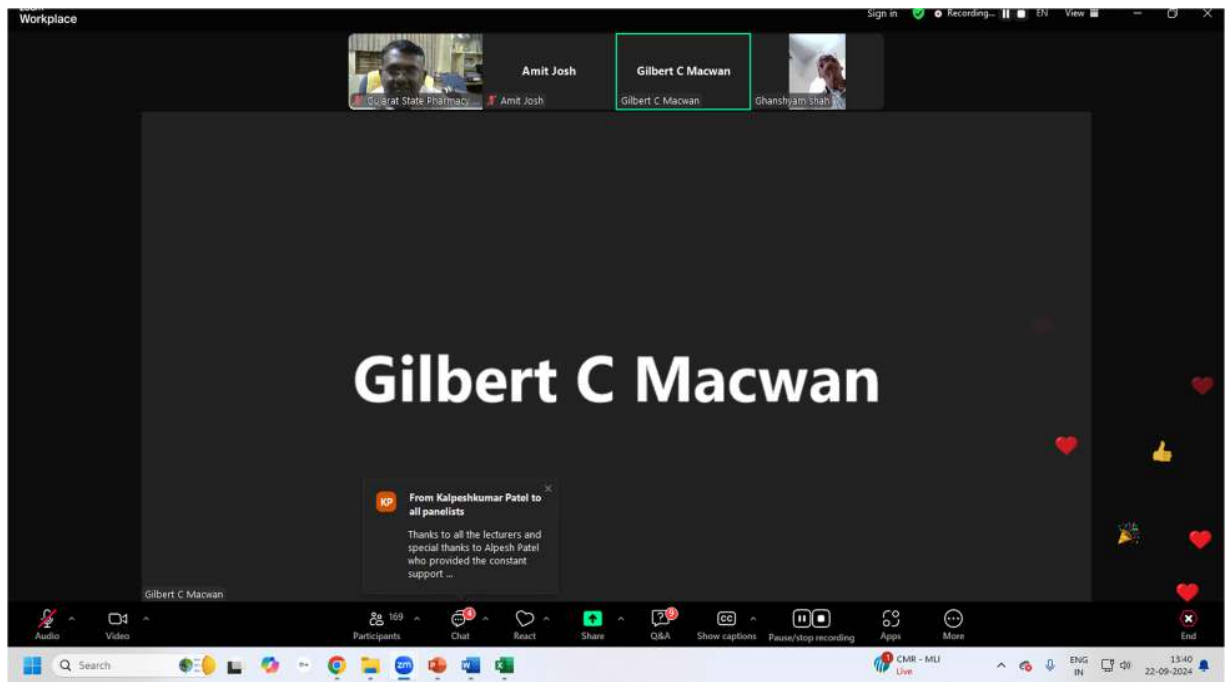 Workplace
Sign in Recording... EN View
Amit Josh
Gilbert C Macwan
Gujarat State Pharmacy
Amit Josh
Gilbert C Macwan
Ghanshyam shah
Gilbert C Macwan
KP
From Kalpeshkumar Patel to
all panelists
Thanks to all the lecturers and
special thanks to Alpesh Patel
who provided the constant
support ...
Gilbert C Macwan
169 4 9 CC
Audio Video Participants Chat React Share Q&A Show captions Pause/stop recording Apps More End
Search zm 1 CMR - MLI ENG 13:40
Live IN 22-09-2024